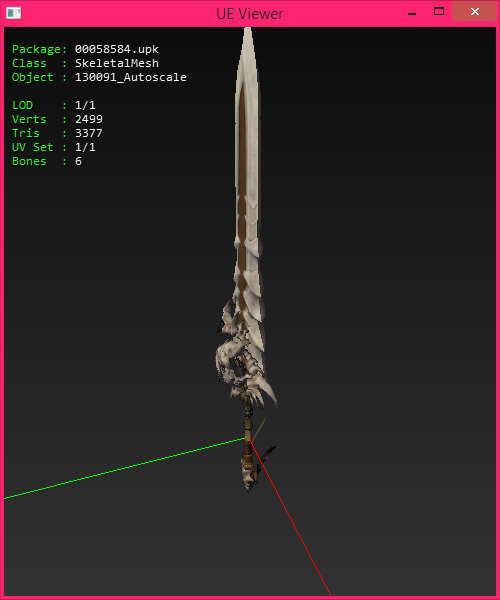 UE Viewer
Package: 00058584.upk
Class : SkeletalMesh
Object : 130091_Autoscale
LOD : 1/1
Verts : 2499
Tris : 3377
UV Set : 1/1
Bones : 6